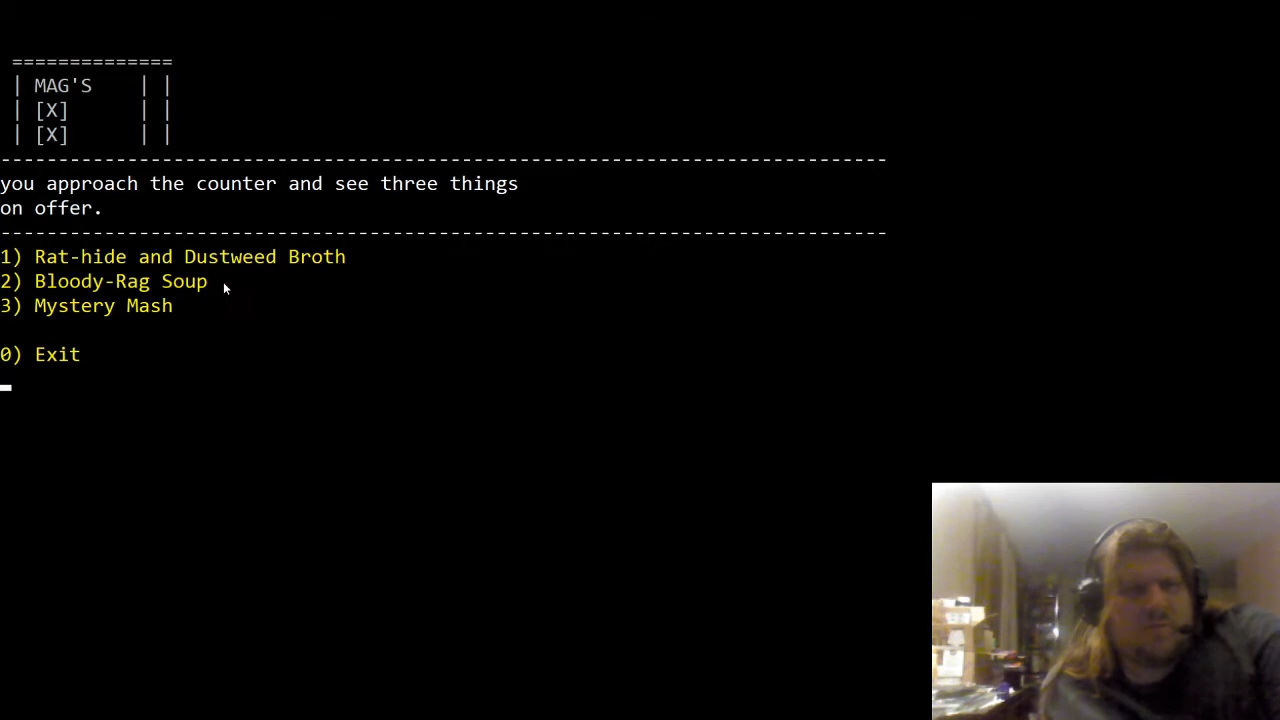 ==============
| MAG'S    | |
| [X]      | |
| [X]      | |
-----------------------------------------------------------------------------
you approach the counter and see three things
on offer.
-----------------------------------------------------------------------------
1) Rat-hide and Dustweed Broth
2) Bloody-Rag Soup
3) Mystery Mash
0) Exit